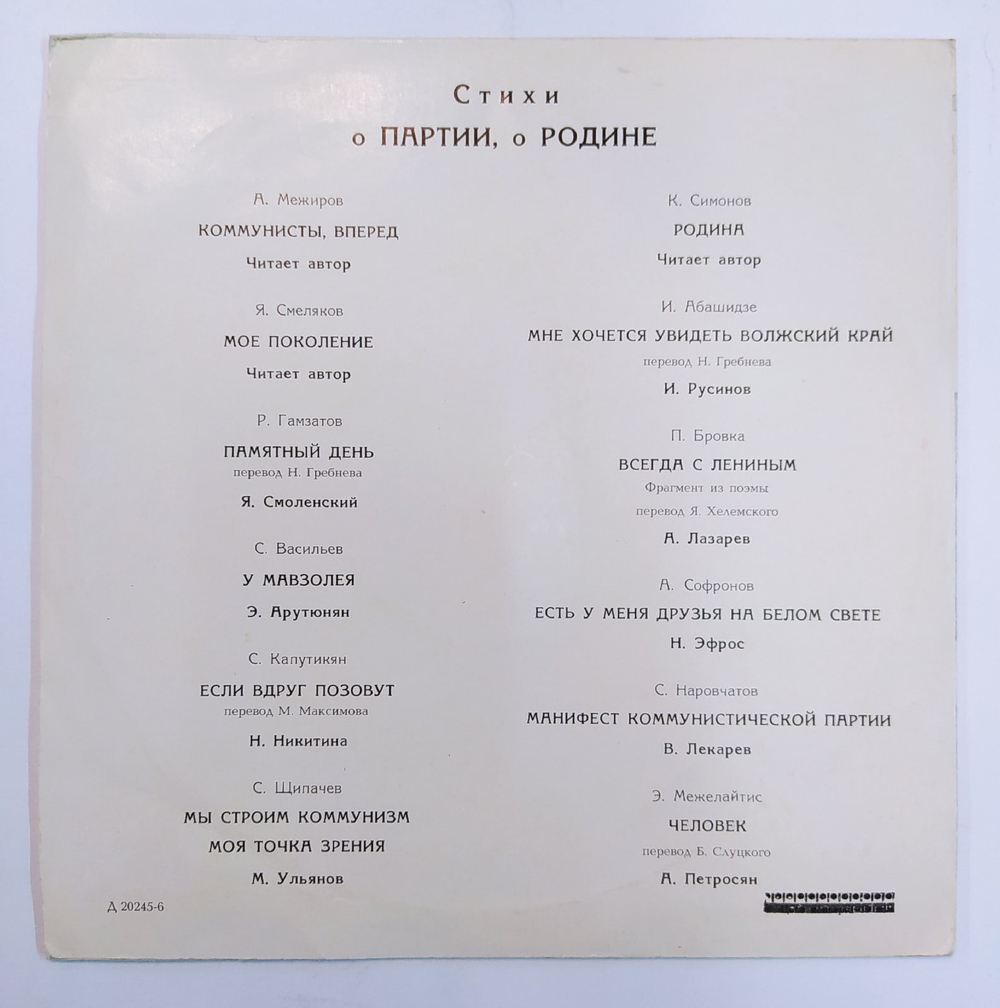 Стихи
о ПАРТИИ, о РОДИНЕ
А. Межиров
КОММУНИСТЫ, ВПЕРЕД
Читает автор
Я. Смеляков
МОЕ ПОКОЛЕНИЕ
Читает автор
Р. Гамзатов
ПАМЯТНЫЙ ДЕНЬ
перевод Н. Гребнева
Я. Смоленский
С. Васильев
У МАВЗОЛЕЯ
Э. Арутюнян
С. Капутикян
ЕСЛИ ВДРУГ ПОЗОВУТ
перевод М. Максимова
Н. Никитина
С. Щипачев
МЫ СТРОИМ КОММУНИЗМ
МОЯ ТОЧКА ЗРЕНИЯ
М. Ульянов
К. Симонов
РОДИНА
Читает автор
И. Абашидзе
МНЕ ХОЧЕТСЯ УВИДЕТЬ ВОЛЖСКИЙ КРАЙ
перевод Н. Гребнева
И. Русинов
П. Бровка
ВСЕГДА С ЛЕНИНЫМ
Фрагмент из поэмы
перевод Я. Хелемского
А. Лазарев
А. Софронов
ЕСТЬ У МЕНЯ ДРУЗЬЯ НА БЕЛОМ СВЕТЕ
Н. Эфрос
С. Наровчатов
МАНИФЕСТ КОММУНИСТИЧЕСКОЙ ПАРТИИ
В. Лекарев
Э. Межелайтис
ЧЕЛОВЕК
перевод Б. Слуцкого
А. Петросян
Д 20245-6